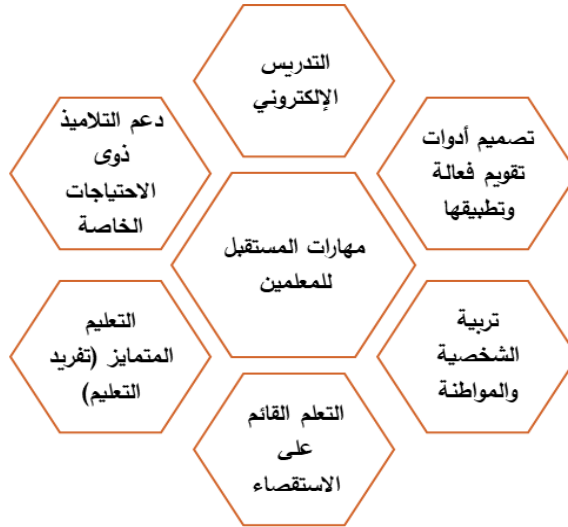 التدريس
الإلكتروني
تصميم أدوات
تقويم فعالة
وتطبيقها
دعم التلاميذ
ذوى
الاحتياجات
الخاصة
مهارات المستقبل
للمعلمين
تربية
الشخصية
والمواطنة
التعليم
المتمايز (تفريد
التعليم)
التعلم القائم
على
الاستقصاء